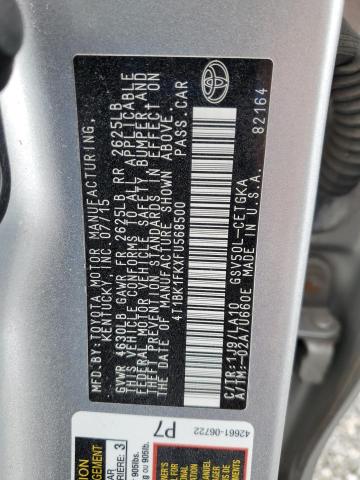 MFD.BY:TOYOTA MOTOR MANUFACTURING,
KENTUCKY, INC. 07/15
GVWR 4630LB GAWR FR 2625LB RR 2625LB
THIS VEHICLE CONFORMS TO ALL APPLICABLE
FEDERAL MOTOR VEHICLE SAFETY, BUMPER, AND
THEFT PREVENTION STANDARDS IN EFFECT ON
THE DATE OF MANUFACTURE SHOWN ABOVE.
4T1BK1FKXFU568500 PASS.CAR
C/TR:1J9/LA10 GSV50L-CETGKA
A/TM:-02A/U660E MADE IN U.S.A.
82164
42661-06722
P7
3
905lbs.
905lb.